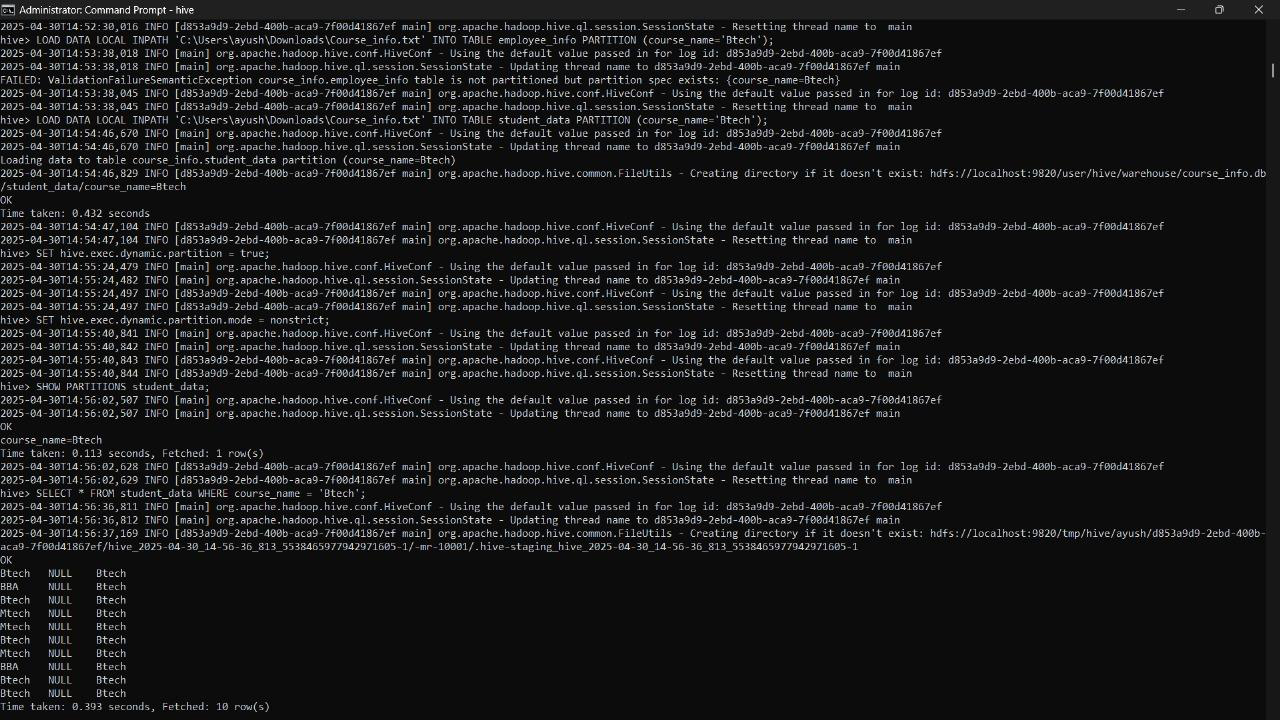 Administrator: Command Prompt - hive
2025-04-30T14:52:30,016 INFO [d853a9d9-2ebd-400b-aca9-7f00d41867ef main] org.apache.hadoop.hive.ql.session.SessionState - Resetting thread name to  main
hive> LOAD DATA LOCAL INPATH 'C:\Users\ayush\Downloads\Course_info.txt' INTO TABLE employee_info PARTITION (course_name='Btech');
2025-04-30T14:53:38,018 INFO [main] org.apache.hadoop.hive.conf.HiveConf - Using the default value passed in for log id: d853a9d9-2ebd-400b-aca9-7f00d41867ef
2025-04-30T14:53:38,018 INFO [main] org.apache.hadoop.hive.ql.session.SessionState - Updating thread name to d853a9d9-2ebd-400b-aca9-7f00d41867ef main
FAILED: ValidationFailureSemanticException course_info.employee_info table is not partitioned but partition spec exists: {course_name=Btech}
2025-04-30T14:53:38,045 INFO [d853a9d9-2ebd-400b-aca9-7f00d41867ef main] org.apache.hadoop.hive.conf.HiveConf - Using the default value passed in for log id: d853a9d9-2ebd-400b-aca9-7f00d41867ef
2025-04-30T14:53:38,045 INFO [d853a9d9-2ebd-400b-aca9-7f00d41867ef main] org.apache.hadoop.hive.ql.session.SessionState - Resetting thread name to  main
hive> LOAD DATA LOCAL INPATH 'C:\Users\ayush\Downloads\Course_info.txt' INTO TABLE student_data PARTITION (course_name='Btech');
2025-04-30T14:54:46,670 INFO [main] org.apache.hadoop.hive.conf.HiveConf - Using the default value passed in for log id: d853a9d9-2ebd-400b-aca9-7f00d41867ef
2025-04-30T14:54:46,670 INFO [main] org.apache.hadoop.hive.ql.session.SessionState - Updating thread name to d853a9d9-2ebd-400b-aca9-7f00d41867ef main
Loading data to table course_info.student_data partition (course_name=Btech)
2025-04-30T14:54:46,829 INFO [d853a9d9-2ebd-400b-aca9-7f00d41867ef main] org.apache.hadoop.hive.common.FileUtils - Creating directory if it doesn't exist: hdfs://localhost:9820/user/hive/warehouse/course_info.db
/student_data/course_name=Btech
OK
Time taken: 0.432 seconds
2025-04-30T14:54:47,104 INFO [d853a9d9-2ebd-400b-aca9-7f00d41867ef main] org.apache.hadoop.hive.conf.HiveConf - Using the default value passed in for log id: d853a9d9-2ebd-400b-aca9-7f00d41867ef
2025-04-30T14:54:47,104 INFO [d853a9d9-2ebd-400b-aca9-7f00d41867ef main] org.apache.hadoop.hive.ql.session.SessionState - Resetting thread name to  main
hive> SET hive.exec.dynamic.partition = true;
2025-04-30T14:55:24,479 INFO [main] org.apache.hadoop.hive.conf.HiveConf - Using the default value passed in for log id: d853a9d9-2ebd-400b-aca9-7f00d41867ef
2025-04-30T14:55:24,482 INFO [main] org.apache.hadoop.hive.ql.session.SessionState - Updating thread name to d853a9d9-2ebd-400b-aca9-7f00d41867ef main
2025-04-30T14:55:24,497 INFO [d853a9d9-2ebd-400b-aca9-7f00d41867ef main] org.apache.hadoop.hive.conf.HiveConf - Using the default value passed in for log id: d853a9d9-2ebd-400b-aca9-7f00d41867ef
2025-04-30T14:55:24,497 INFO [d853a9d9-2ebd-400b-aca9-7f00d41867ef main] org.apache.hadoop.hive.ql.session.SessionState - Resetting thread name to  main
hive> SET hive.exec.dynamic.partition.mode = nonstrict;
2025-04-30T14:55:40,841 INFO [main] org.apache.hadoop.hive.conf.HiveConf - Using the default value passed in for log id: d853a9d9-2ebd-400b-aca9-7f00d41867ef
2025-04-30T14:55:40,842 INFO [main] org.apache.hadoop.hive.ql.session.SessionState - Updating thread name to d853a9d9-2ebd-400b-aca9-7f00d41867ef main
2025-04-30T14:55:40,843 INFO [d853a9d9-2ebd-400b-aca9-7f00d41867ef main] org.apache.hadoop.hive.conf.HiveConf - Using the default value passed in for log id: d853a9d9-2ebd-400b-aca9-7f00d41867ef
2025-04-30T14:55:40,844 INFO [d853a9d9-2ebd-400b-aca9-7f00d41867ef main] org.apache.hadoop.hive.ql.session.SessionState - Resetting thread name to  main
hive> SHOW PARTITIONS student_data;
2025-04-30T14:56:02,507 INFO [main] org.apache.hadoop.hive.conf.HiveConf - Using the default value passed in for log id: d853a9d9-2ebd-400b-aca9-7f00d41867ef
2025-04-30T14:56:02,507 INFO [main] org.apache.hadoop.hive.ql.session.SessionState - Updating thread name to d853a9d9-2ebd-400b-aca9-7f00d41867ef main
OK
course_name=Btech
Time taken: 0.113 seconds, Fetched: 1 row(s)
2025-04-30T14:56:02,628 INFO [d853a9d9-2ebd-400b-aca9-7f00d41867ef main] org.apache.hadoop.hive.conf.HiveConf - Using the default value passed in for log id: d853a9d9-2ebd-400b-aca9-7f00d41867ef
2025-04-30T14:56:02,629 INFO [d853a9d9-2ebd-400b-aca9-7f00d41867ef main] org.apache.hadoop.hive.ql.session.SessionState - Resetting thread name to  main
hive> SELECT * FROM student_data WHERE course_name = 'Btech';
2025-04-30T14:56:36,811 INFO [main] org.apache.hadoop.hive.conf.HiveConf - Using the default value passed in for log id: d853a9d9-2ebd-400b-aca9-7f00d41867ef
2025-04-30T14:56:36,812 INFO [main] org.apache.hadoop.hive.ql.session.SessionState - Updating thread name to d853a9d9-2ebd-400b-aca9-7f00d41867ef main
2025-04-30T14:56:37,169 INFO [d853a9d9-2ebd-400b-aca9-7f00d41867ef main] org.apache.hadoop.hive.common.FileUtils - Creating directory if it doesn't exist: hdfs://localhost:9820/tmp/hive/ayush/d853a9d9-2ebd-400b-
aca9-7f00d41867ef/hive_2025-04-30_14-56-36_813_5538465977942971605-1/-mr-10001/.hive-staging_hive_2025-04-30_14-56-36_813_5538465977942971605-1
OK
Btech   NULL    Btech
BBA     NULL    Btech
Btech   NULL    Btech
Mtech   NULL    Btech
Mtech   NULL    Btech
Btech   NULL    Btech
Mtech   NULL    Btech
BBA     NULL    Btech
Btech   NULL    Btech
Btech   NULL    Btech
Time taken: 0.393 seconds, Fetched: 10 row(s)